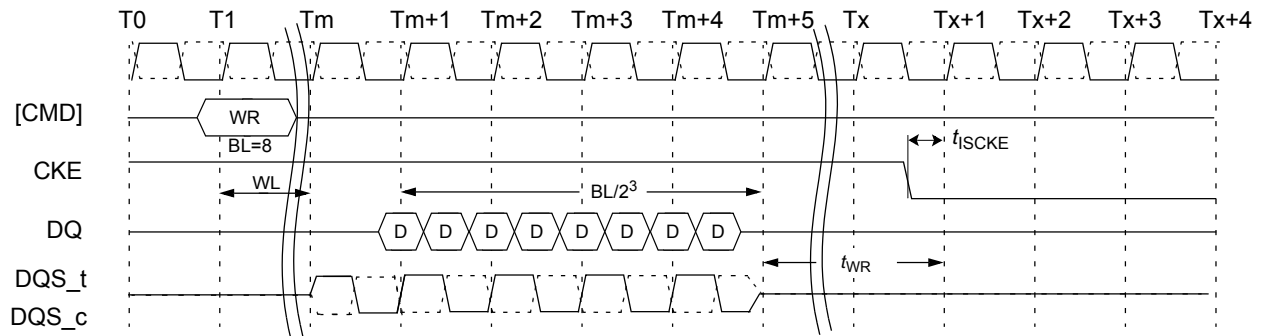 T0 T1 Tm Tm+1 Tm+2 Tm+3 Tm+4 Tm+5 Tx Tx+1 Tx+2 Tx+3 Tx+4
[CMD] WR
BL=8
tISCKE
CKE
WL BL/2³
DQ D D D D D D D D
tWR
DQS_t
DQS_c